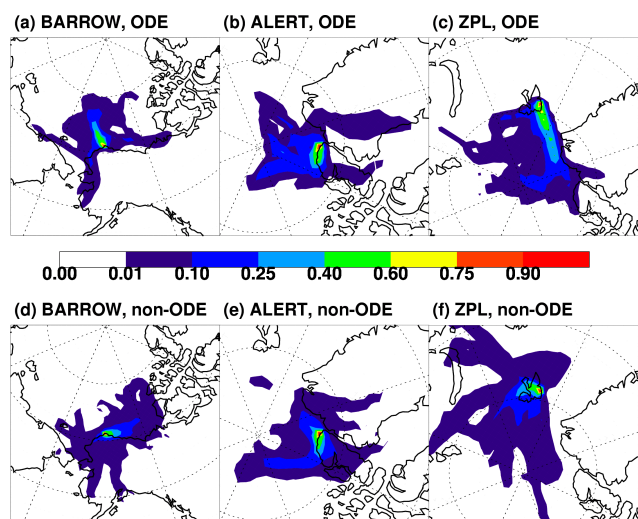 (a) BARROW, ODE (b) ALERT, ODE (c) ZPL, ODE
0.00 0.01 0.10 0.25 0.40 0.60 0.75 0.90
(d) BARROW, non-ODE (e) ALERT, non-ODE (f) ZPL, non-ODE